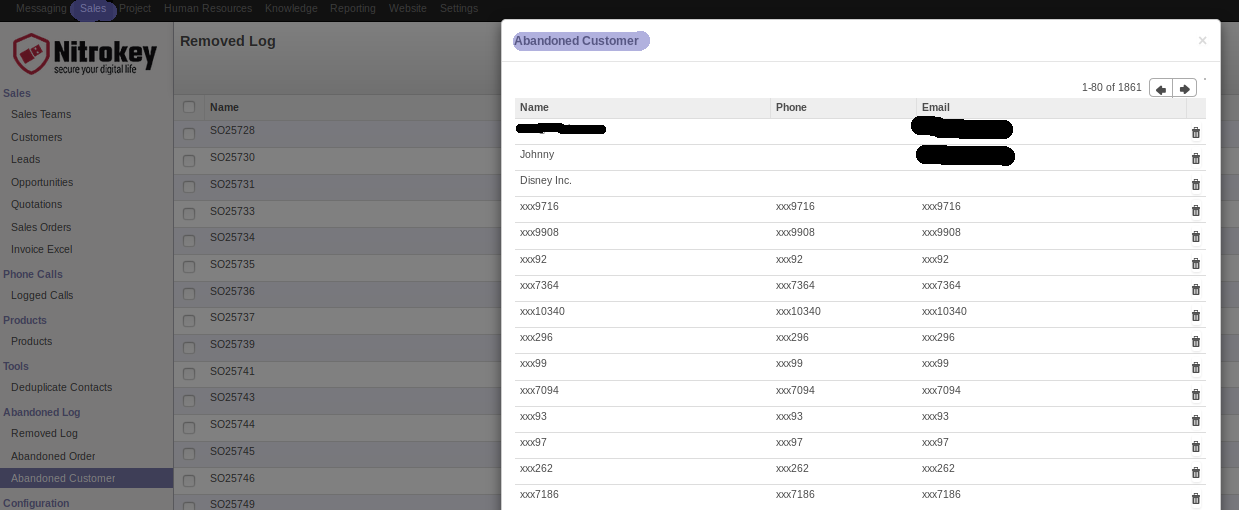 Messaging Sales Project Human Resources Knowledge Reporting Website Settings
Nitrokey
secure your digital life
Sales
Sales Teams
Customers
Leads
Opportunities
Quotations
Sales Orders
Invoice Excel
Phone Calls
Logged Calls
Products
Products
Tools
Deduplicate Contacts
Abandoned Log
Removed Log
Abandoned Order
Abandoned Customer
Configuration
Removed Log
Name
SO25728
SO25730
SO25731
SO25733
SO25734
SO25735
SO25736
SO25737
SO25739
SO25741
SO25743
SO25744
SO25745
SO25746
SO25749
Abandoned Customer ×
1-80 of 1861
Name Phone Email
Johnny
Disney Inc.
xxx9716 xxx9716 xxx9716
xxx9908 xxx9908 xxx9908
xxx92 xxx92 xxx92
xxx7364 xxx7364 xxx7364
xxx10340 xxx10340 xxx10340
xxx296 xxx296 xxx296
xxx99 xxx99 xxx99
xxx7094 xxx7094 xxx7094
xxx93 xxx93 xxx93
xxx97 xxx97 xxx97
xxx262 xxx262 xxx262
xxx7186 xxx7186 xxx7186